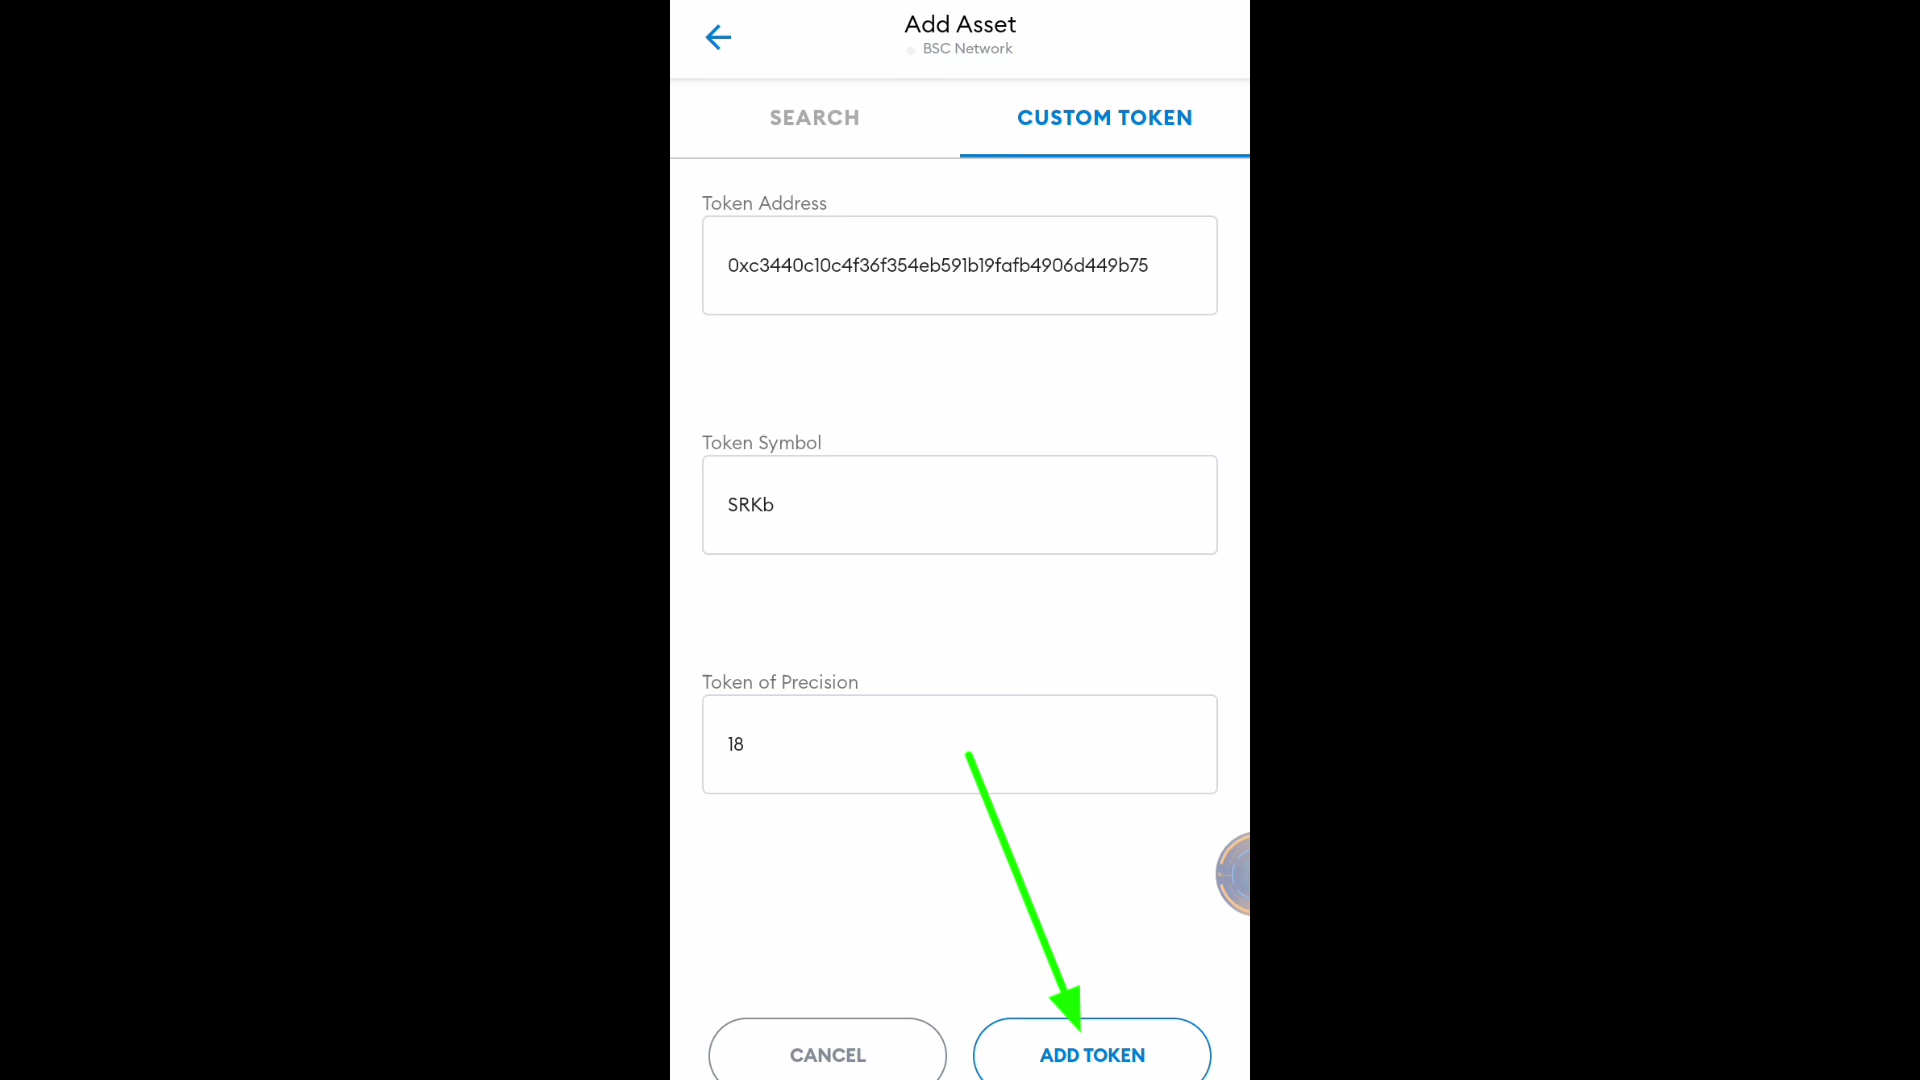 Add Asset
BSC Network
SEARCH
CUSTOM TOKEN
Token Address
0xc3440c10c4f36f354eb591b19fafb4906d449b75
Token Symbol
SRKb
Token of Precision
18
CANCEL
ADD TOKEN